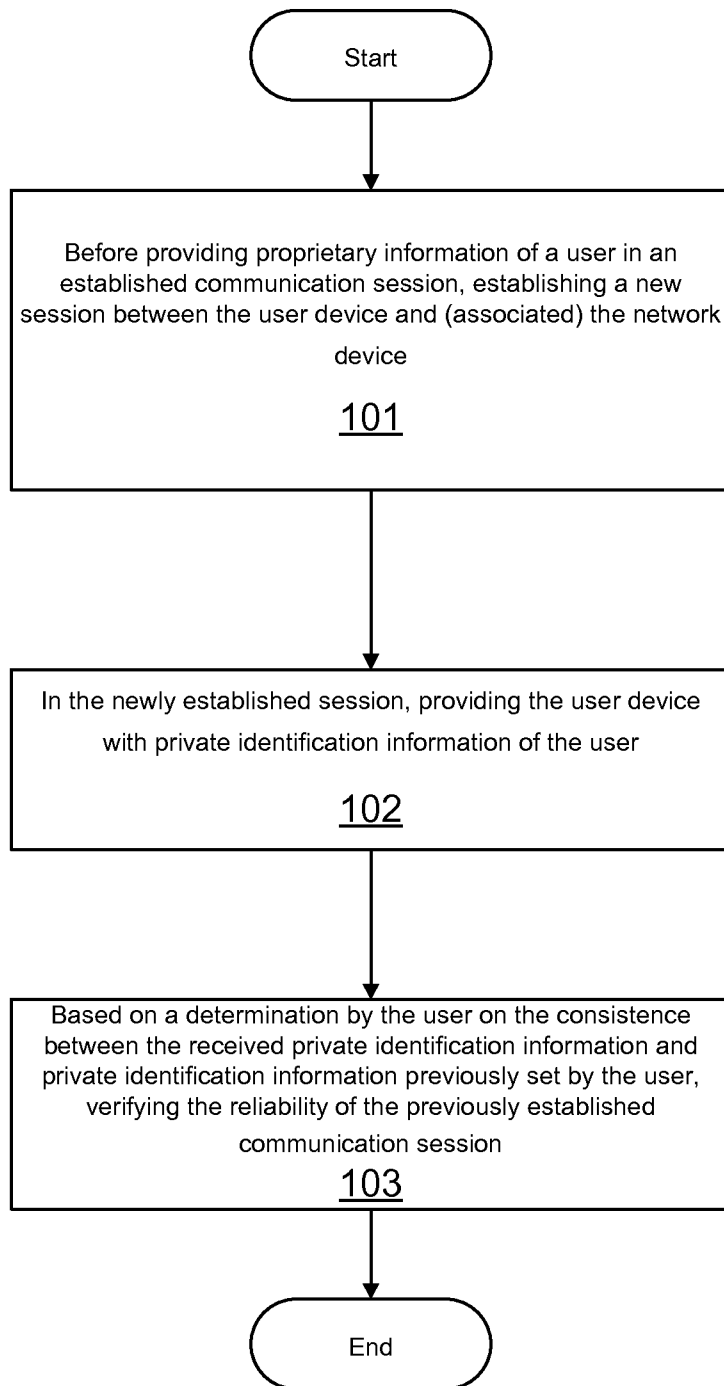 Start
Before providing proprietary information of a user in an
established communication session, establishing a new
session between the user device and (associated) the network
device
101
In the newly established session, providing the user device
with private identification information of the user
102
Based on a determination by the user on the consistence
between the received private identification information and
private identification information previously set by the user,
verifying the reliability of the previously established
communication session
103
End